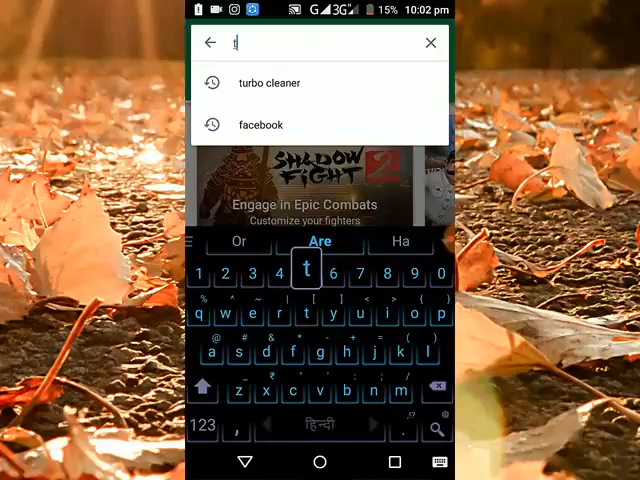 G 3G 15% 10:02 pm
t
turbo cleaner
facebook
SHADOW
FIGHT 2
Engage in Epic Combats
Customize your fighters
Or Are Ha
t
1 2 3 4 6 7 8 9 0
% ^ ~ | [ ] < > { }
q w e r t y u i o p
@ # & * - + = ( )
a s d f g h j k l
_ ₹ " ' : ; /
z x c v b n m
123 , हिन्दी . ,!?